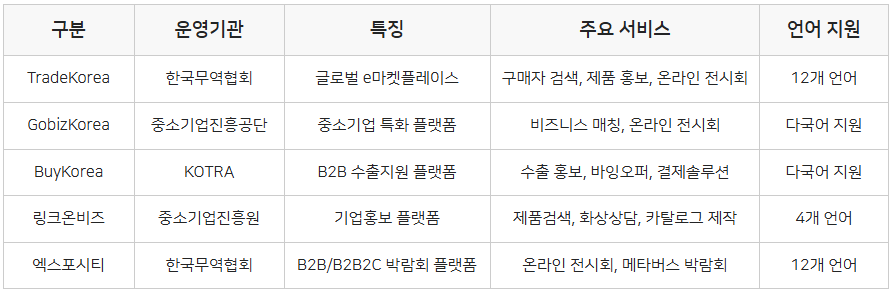 구분 운영기관 특징 주요 서비스 언어 지원
TradeKorea 한국무역협회 글로벌 e마켓플레이스 구매자 검색, 제품 홍보, 온라인 전시회 12개 언어
GobizKorea 중소기업진흥공단 중소기업 특화 플랫폼 비즈니스 매칭, 온라인 전시회 다국어 지원
BuyKorea KOTRA B2B 수출지원 플랫폼 수출 홍보, 바잉오퍼, 결제솔루션 다국어 지원
링크온비즈 중소기업진흥원 기업홍보 플랫폼 제품검색, 화상상담, 카탈로그 제작 4개 언어
엑스포시티 한국무역협회 B2B/B2B2C 박람회 플랫폼 온라인 전시회, 메타버스 박람회 12개 언어